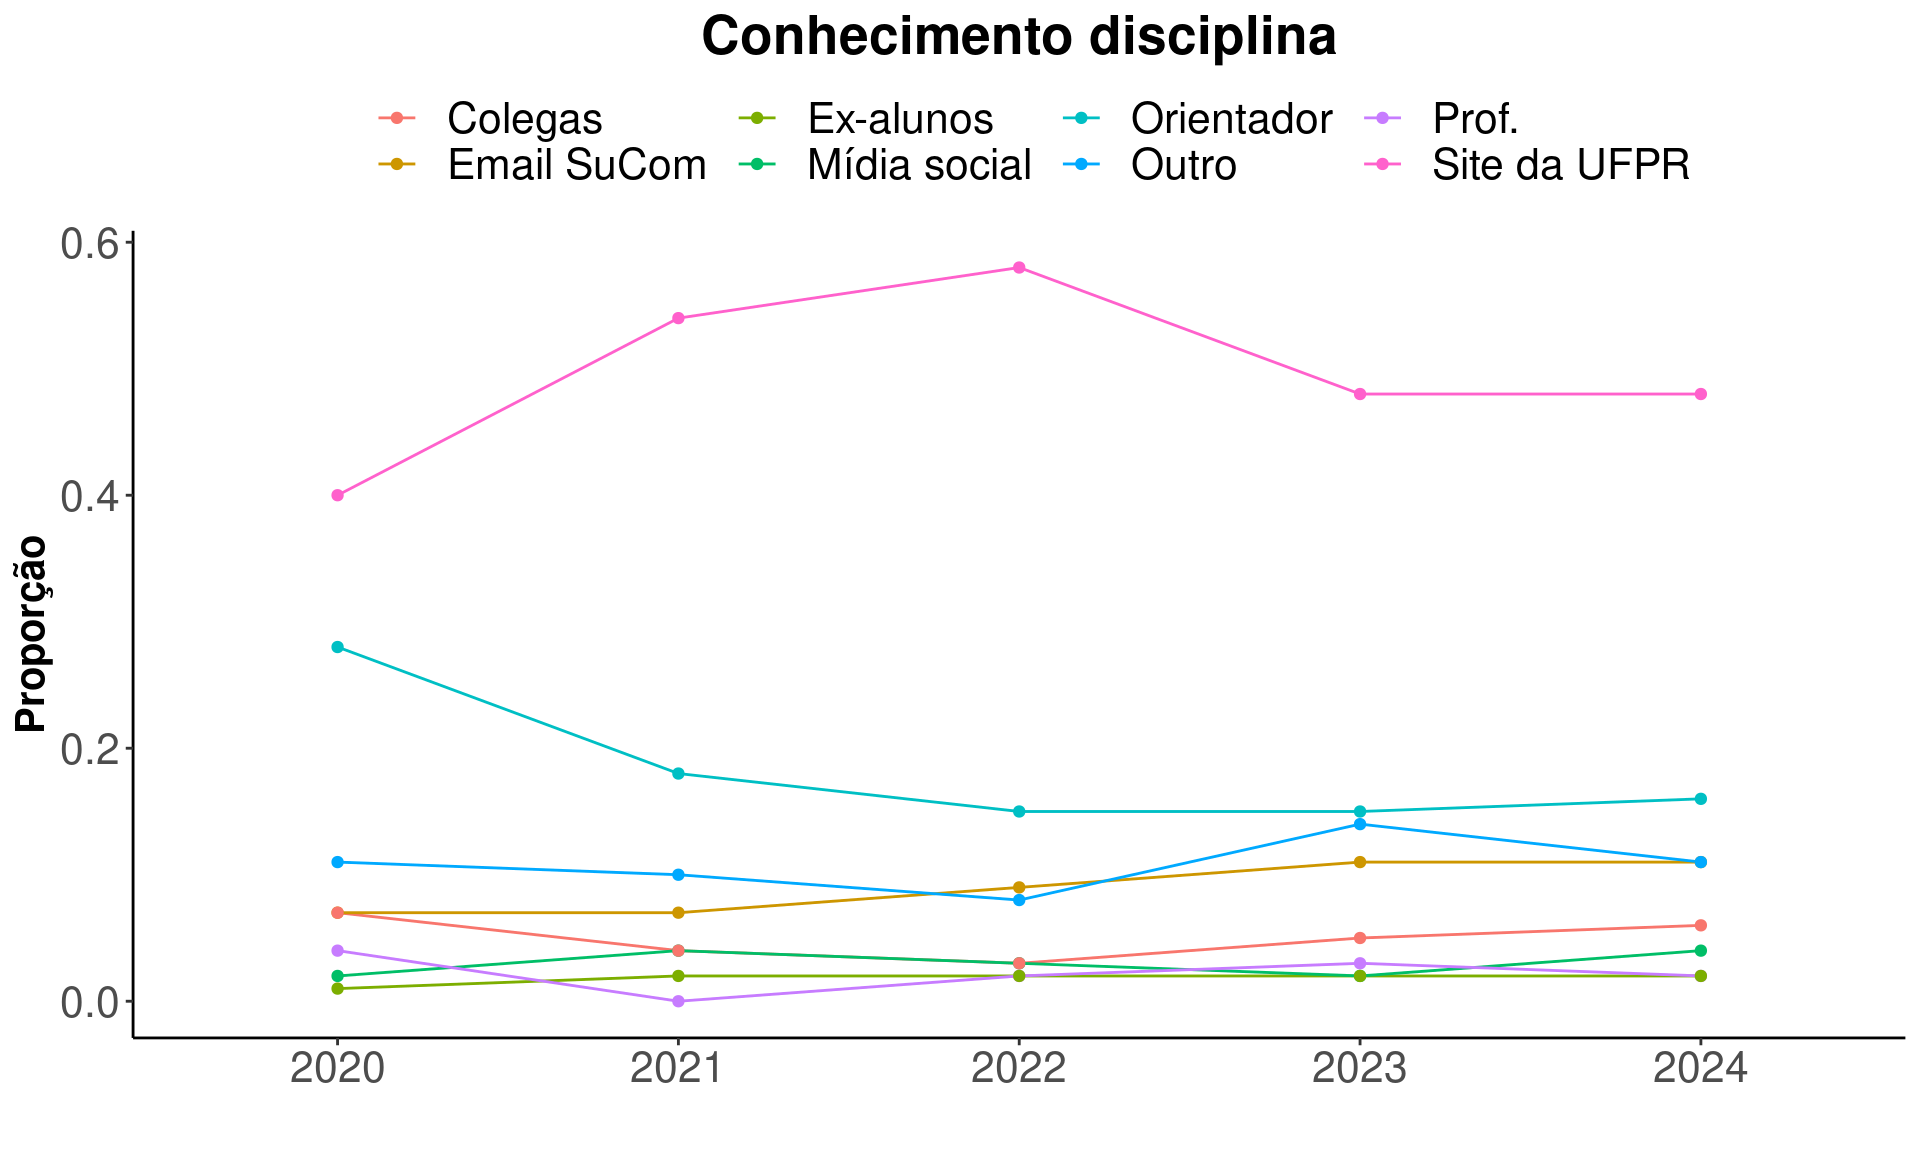 Conhecimento disciplina
Colegas Ex-alunos Orientador Prof.
Email SuCom Mídia social Outro Site da UFPR
0.6
0.4
0.2
0.0
Proporção
2020 2021 2022 2023 2024